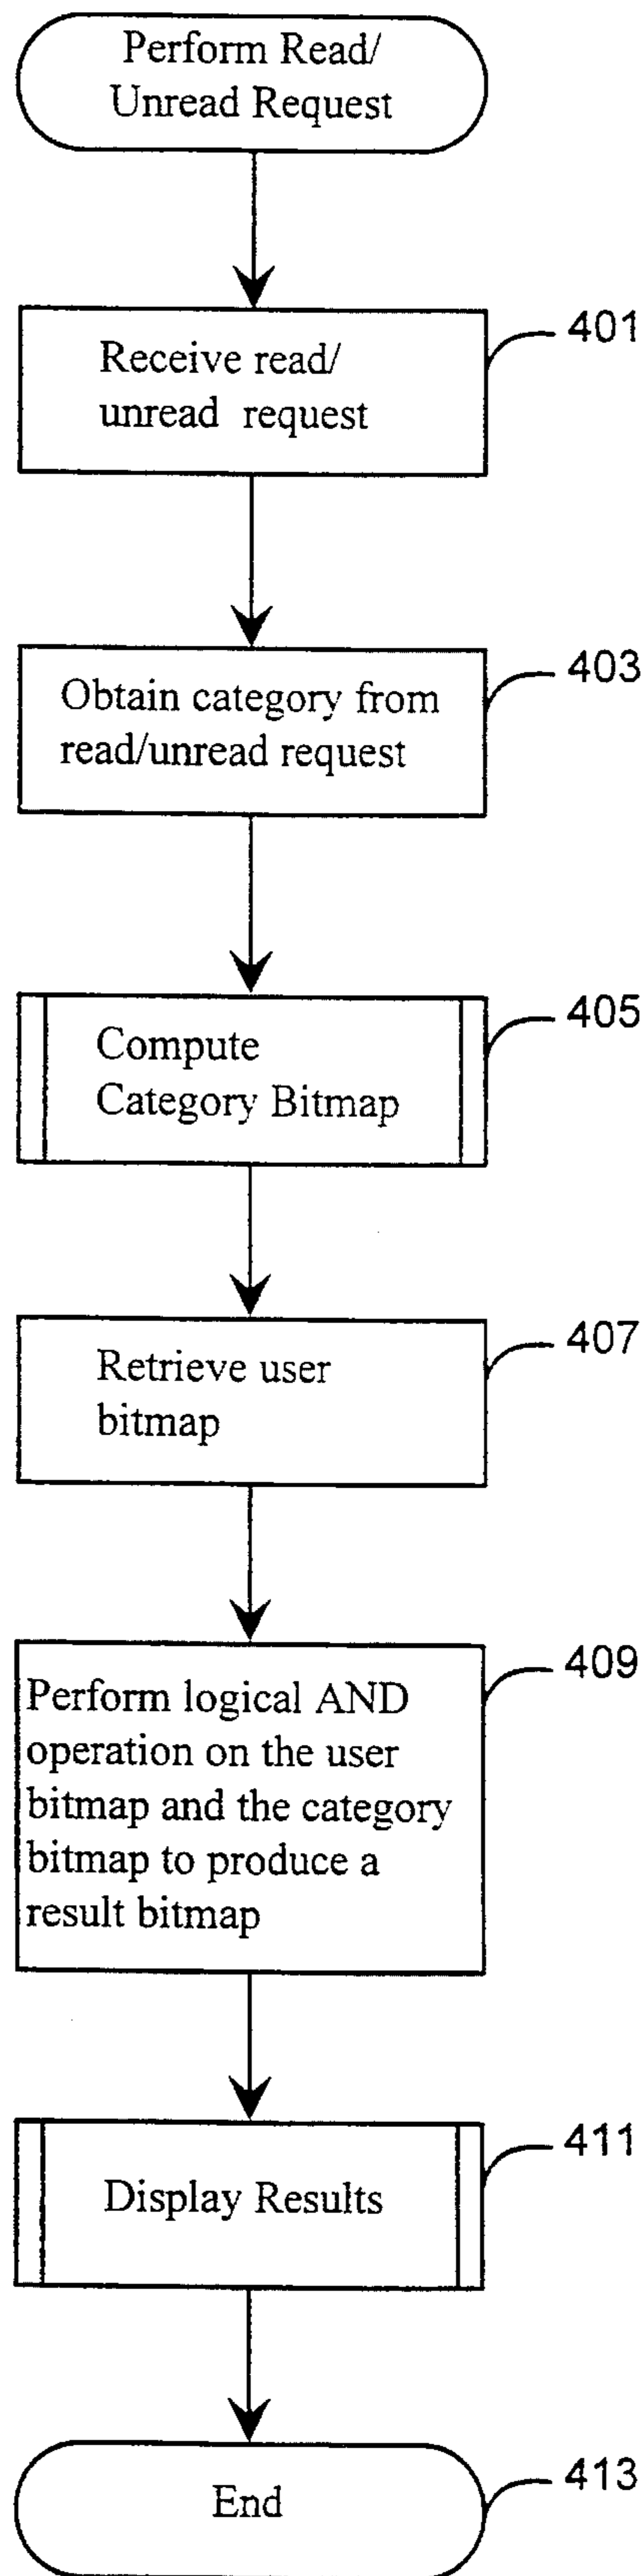 Perform Read/
Unread Request
401
Receive read/
unread request
403
Obtain category from
read/unread request
405
Compute
Category Bitmap
407
Retrieve user
bitmap
409
Perform logical AND
operation on the user
bitmap and the category
bitmap to produce a
result bitmap
411
Display Results
413
End